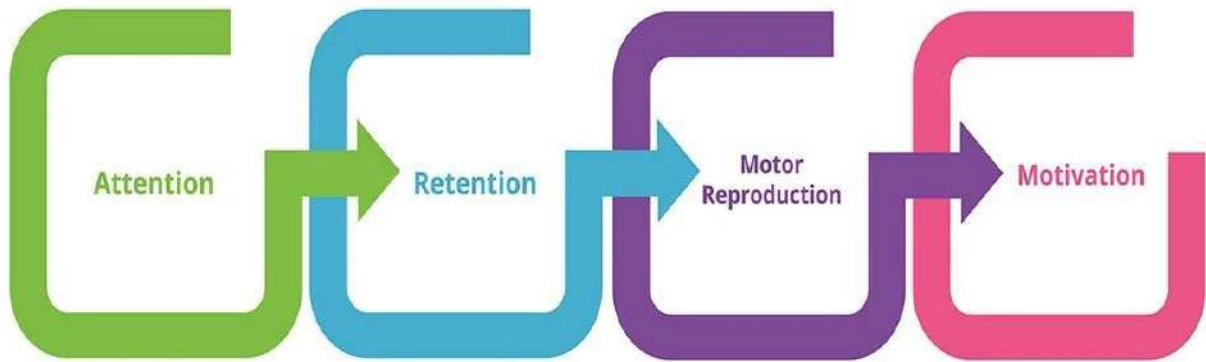 Attention
Retention
Motor
Reproduction
Motivation